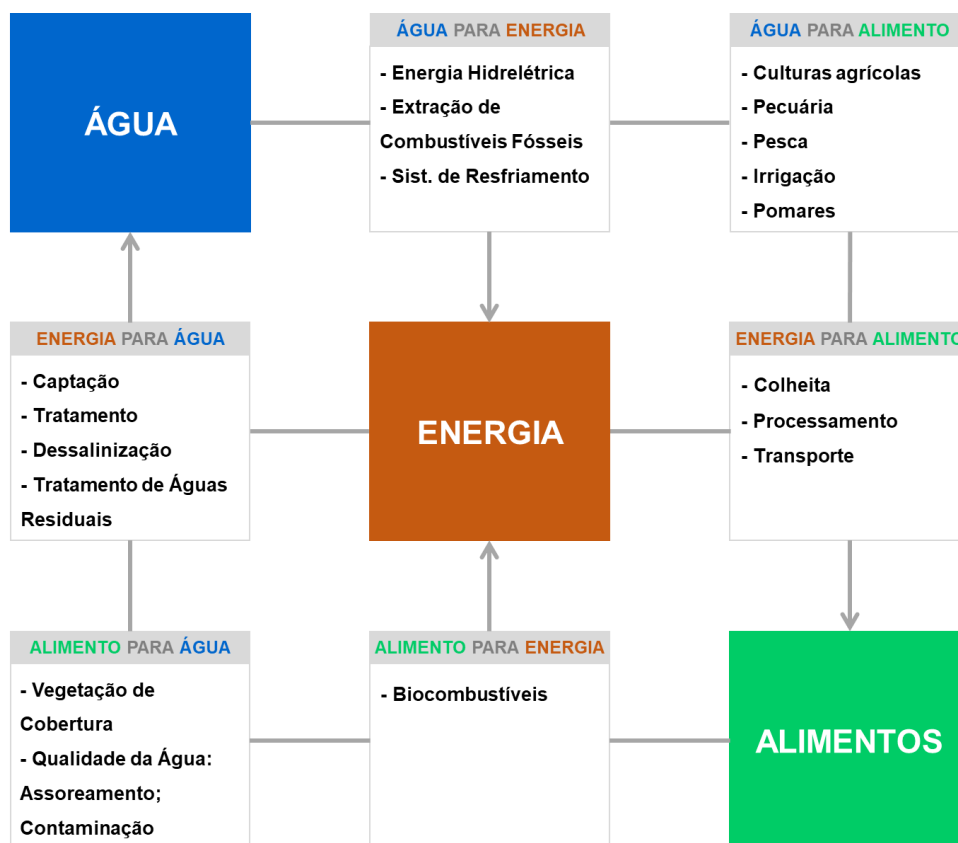 ÁGUA
ÁGUA PARA ENERGIA
- Energia Hidrelétrica
- Extração de
Combustíveis Fósseis
- Sist. de Resfriamento
ÁGUA PARA ALIMENTO
- Culturas agrícolas
- Pecuária
- Pesca
- Irrigação
- Pomares
ENERGIA PARA ÁGUA
- Captação
- Tratamento
- Dessalinização
- Tratamento de Águas
Residuais
ENERGIA
ENERGIA PARA ALIMENTO
- Colheita
- Processamento
- Transporte
ALIMENTO PARA ÁGUA
- Vegetação de
Cobertura
- Qualidade da Água:
Assoreamento;
Contaminação
ALIMENTO PARA ENERGIA
- Biocombustíveis
ALIMENTOS